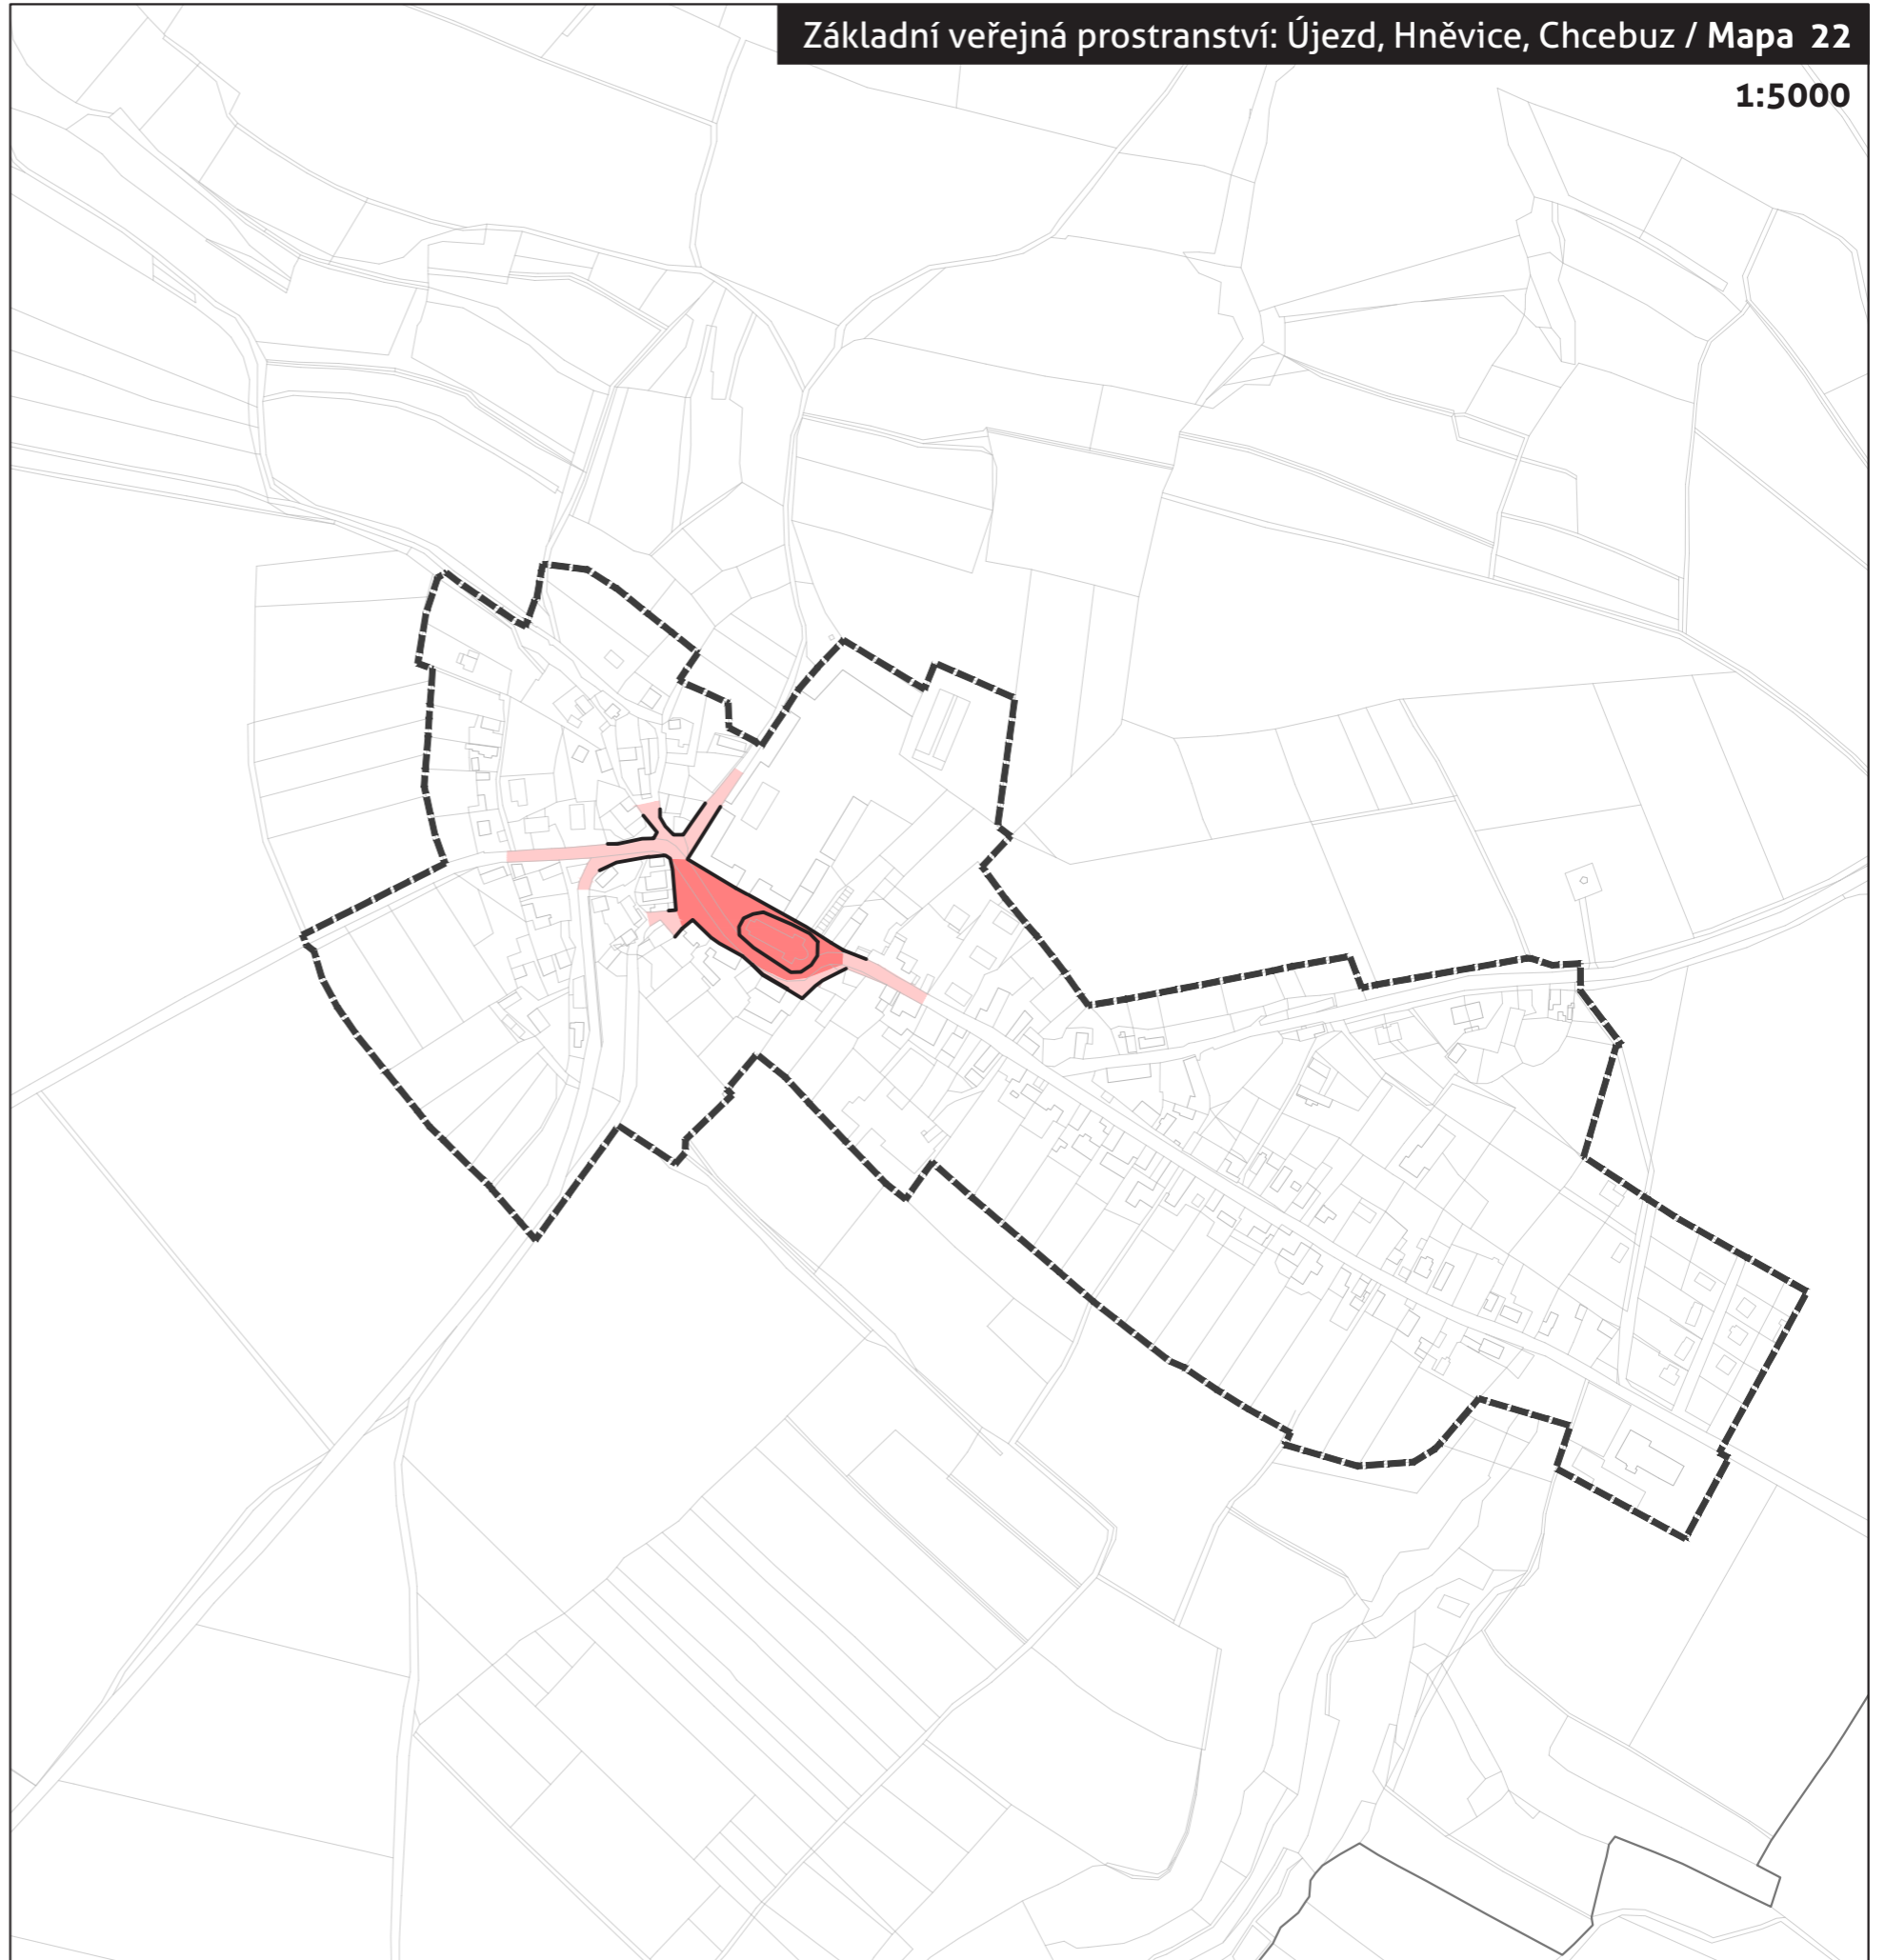 Základní veřejná prostranství: Újezd, Hněvice, Chcebuz / Mapa 22
1:5000